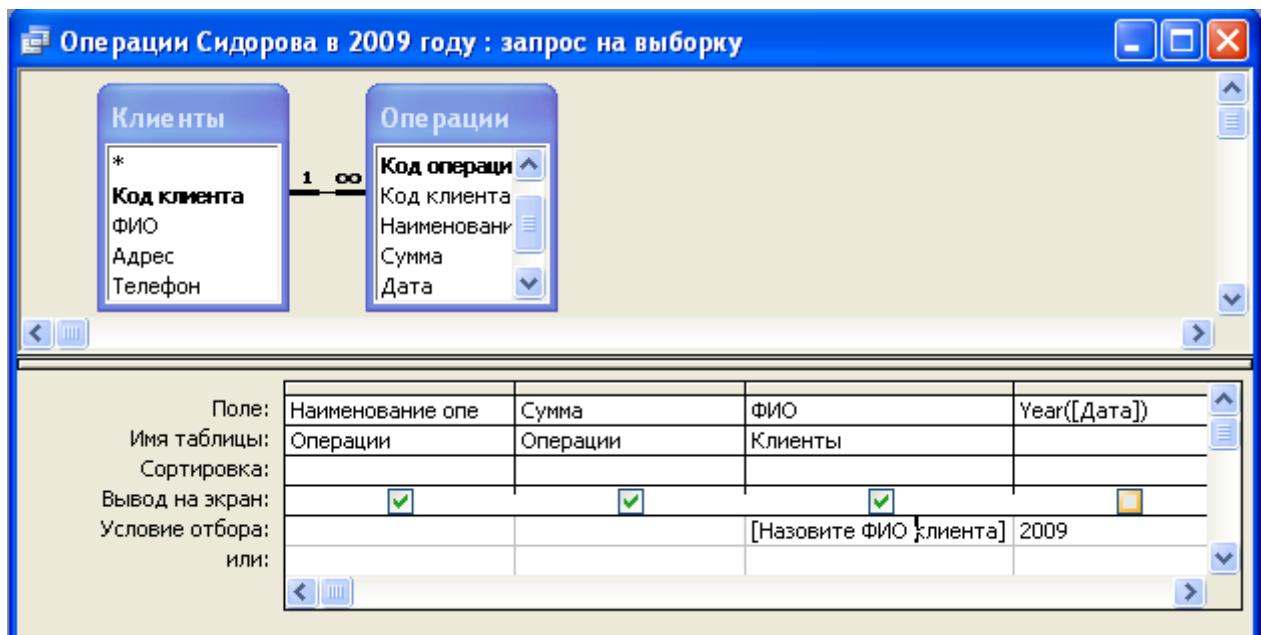 Операции Сидорова в 2009 году : запрос на выборку
Клиенты
*
Код клиента
ФИО
Адрес
Телефон
1 ∞
Операции
Код операци
Код клиента
Наименовани
Сумма
Дата
Поле: Наименование опе Сумма ФИО Year([Дата])
Имя таблицы: Операции Операции Клиенты
Сортировка:
Вывод на экран:
Условие отбора: [Назовите ФИО клиента] 2009
или: